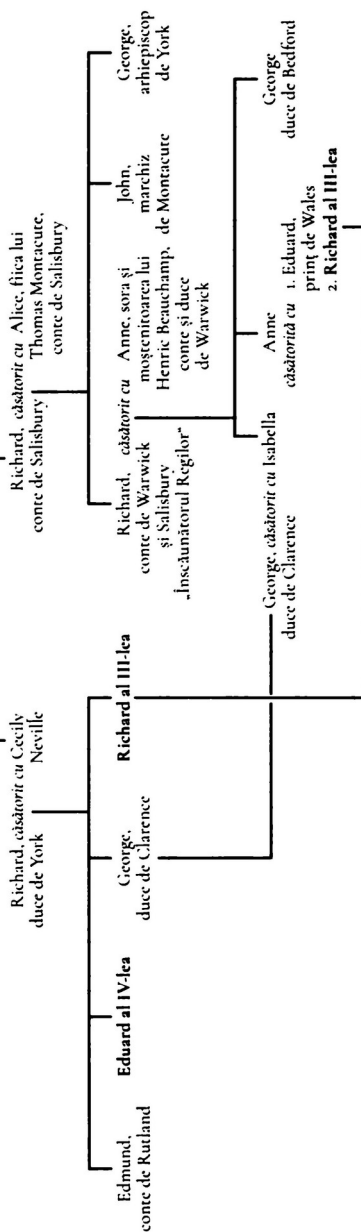 Richard, căsătorit cu Cecily
duce de York Neville
Richard, căsătorit cu Alice, fiica lui
conte de Salisbury Thomas Montacute,
conte de Salisbury
Edmund,
conte de Rutland
Eduard al IV-lea
George,
duce de Clarence
Richard al III-lea
Richard, căsătorit cu Anne, sora și
conte de Warwick moștenitoarea lui
și Salisbury Henric Beauchamp,
„Înscăunătorul Regilor“ conte și duce
de Warwick
John,
marchiz
de Montacute
George,
arhiepiscop
de York
George, căsătorit cu Isabella
duce de Clarence
Anne
căsătorită cu 1. Eduard,
prinț de Wales
2. Richard al III-lea
George
duce de Bedford